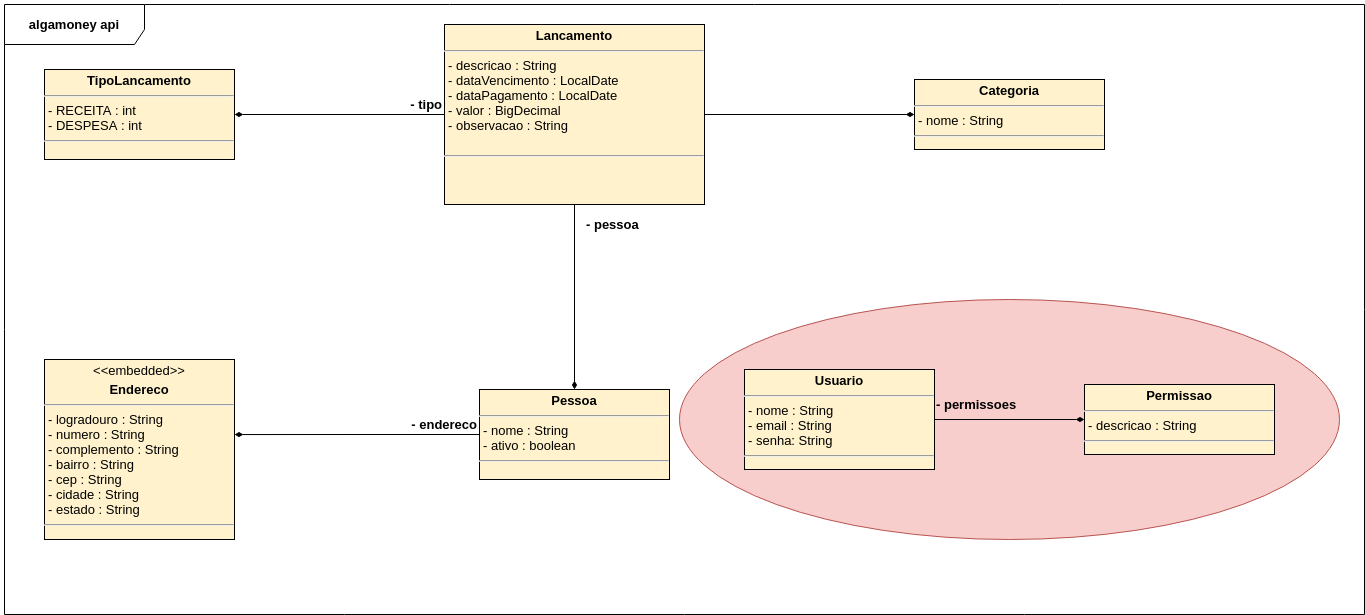 algamoney api
TipoLancamento
- RECEITA : int
- DESPESA : int
- tipo
Lancamento
- descricao : String
- dataVencimento : LocalDate
- dataPagamento : LocalDate
- valor : BigDecimal
- observacao : String
Categoria
- nome : String
- pessoa
<<embedded>>
Endereco
- logradouro : String
- numero : String
- complemento : String
- bairro : String
- cep : String
- cidade : String
- estado : String
- endereco
Pessoa
- nome : String
- ativo : boolean
Usuario
- nome : String
- email : String
- senha: String
- permissoes
Permissao
- descricao : String